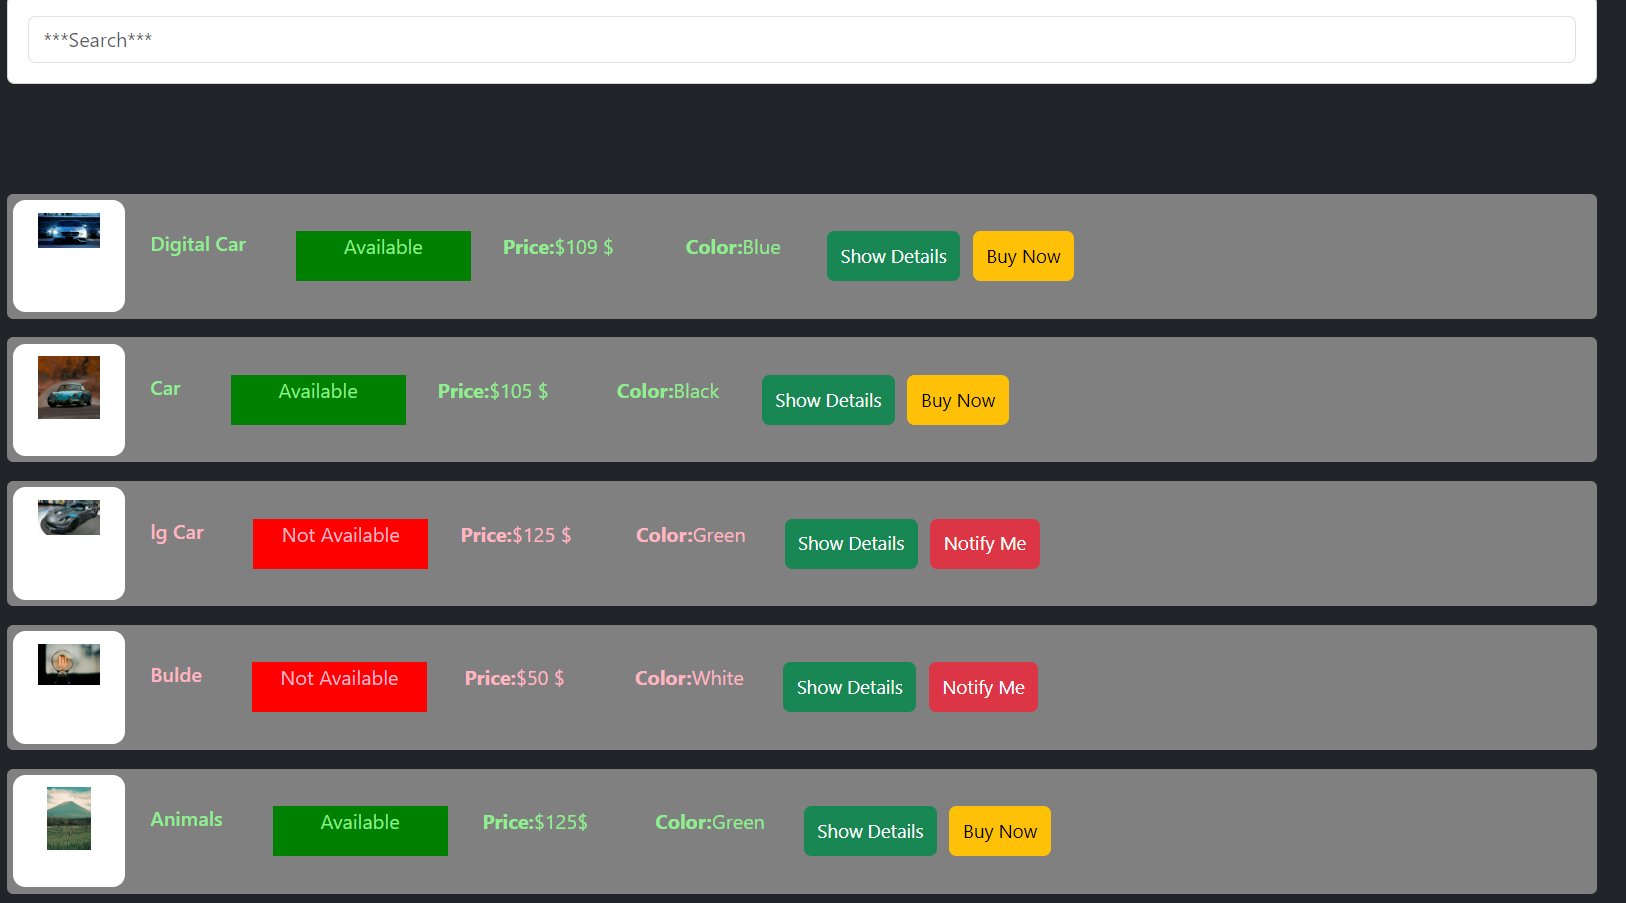 ***Search***
Digital Car Available Price:$109 $ Color:Blue Show Details Buy Now
Car Available Price:$105 $ Color:Black Show Details Buy Now
lg Car Not Available Price:$125 $ Color:Green Show Details Notify Me
Bulde Not Available Price:$50 $ Color:White Show Details Notify Me
Animals Available Price:$125$ Color:Green Show Details Buy Now